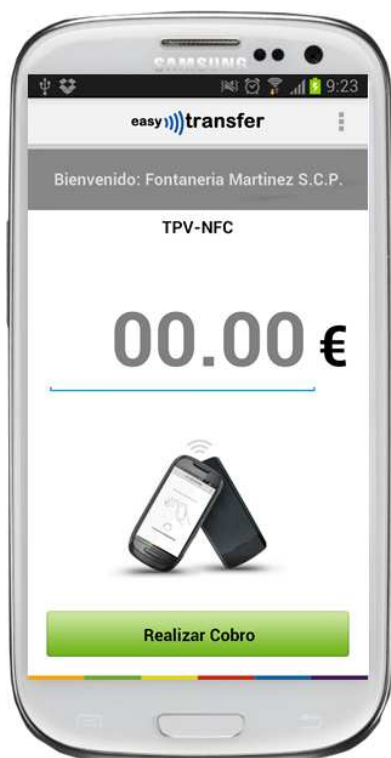 SAMSUNG
9:23
easy transfer
Bienvenido: Fontaneria Martinez S.C.P.
TPV-NFC
00.00 €
Realizar Cobro